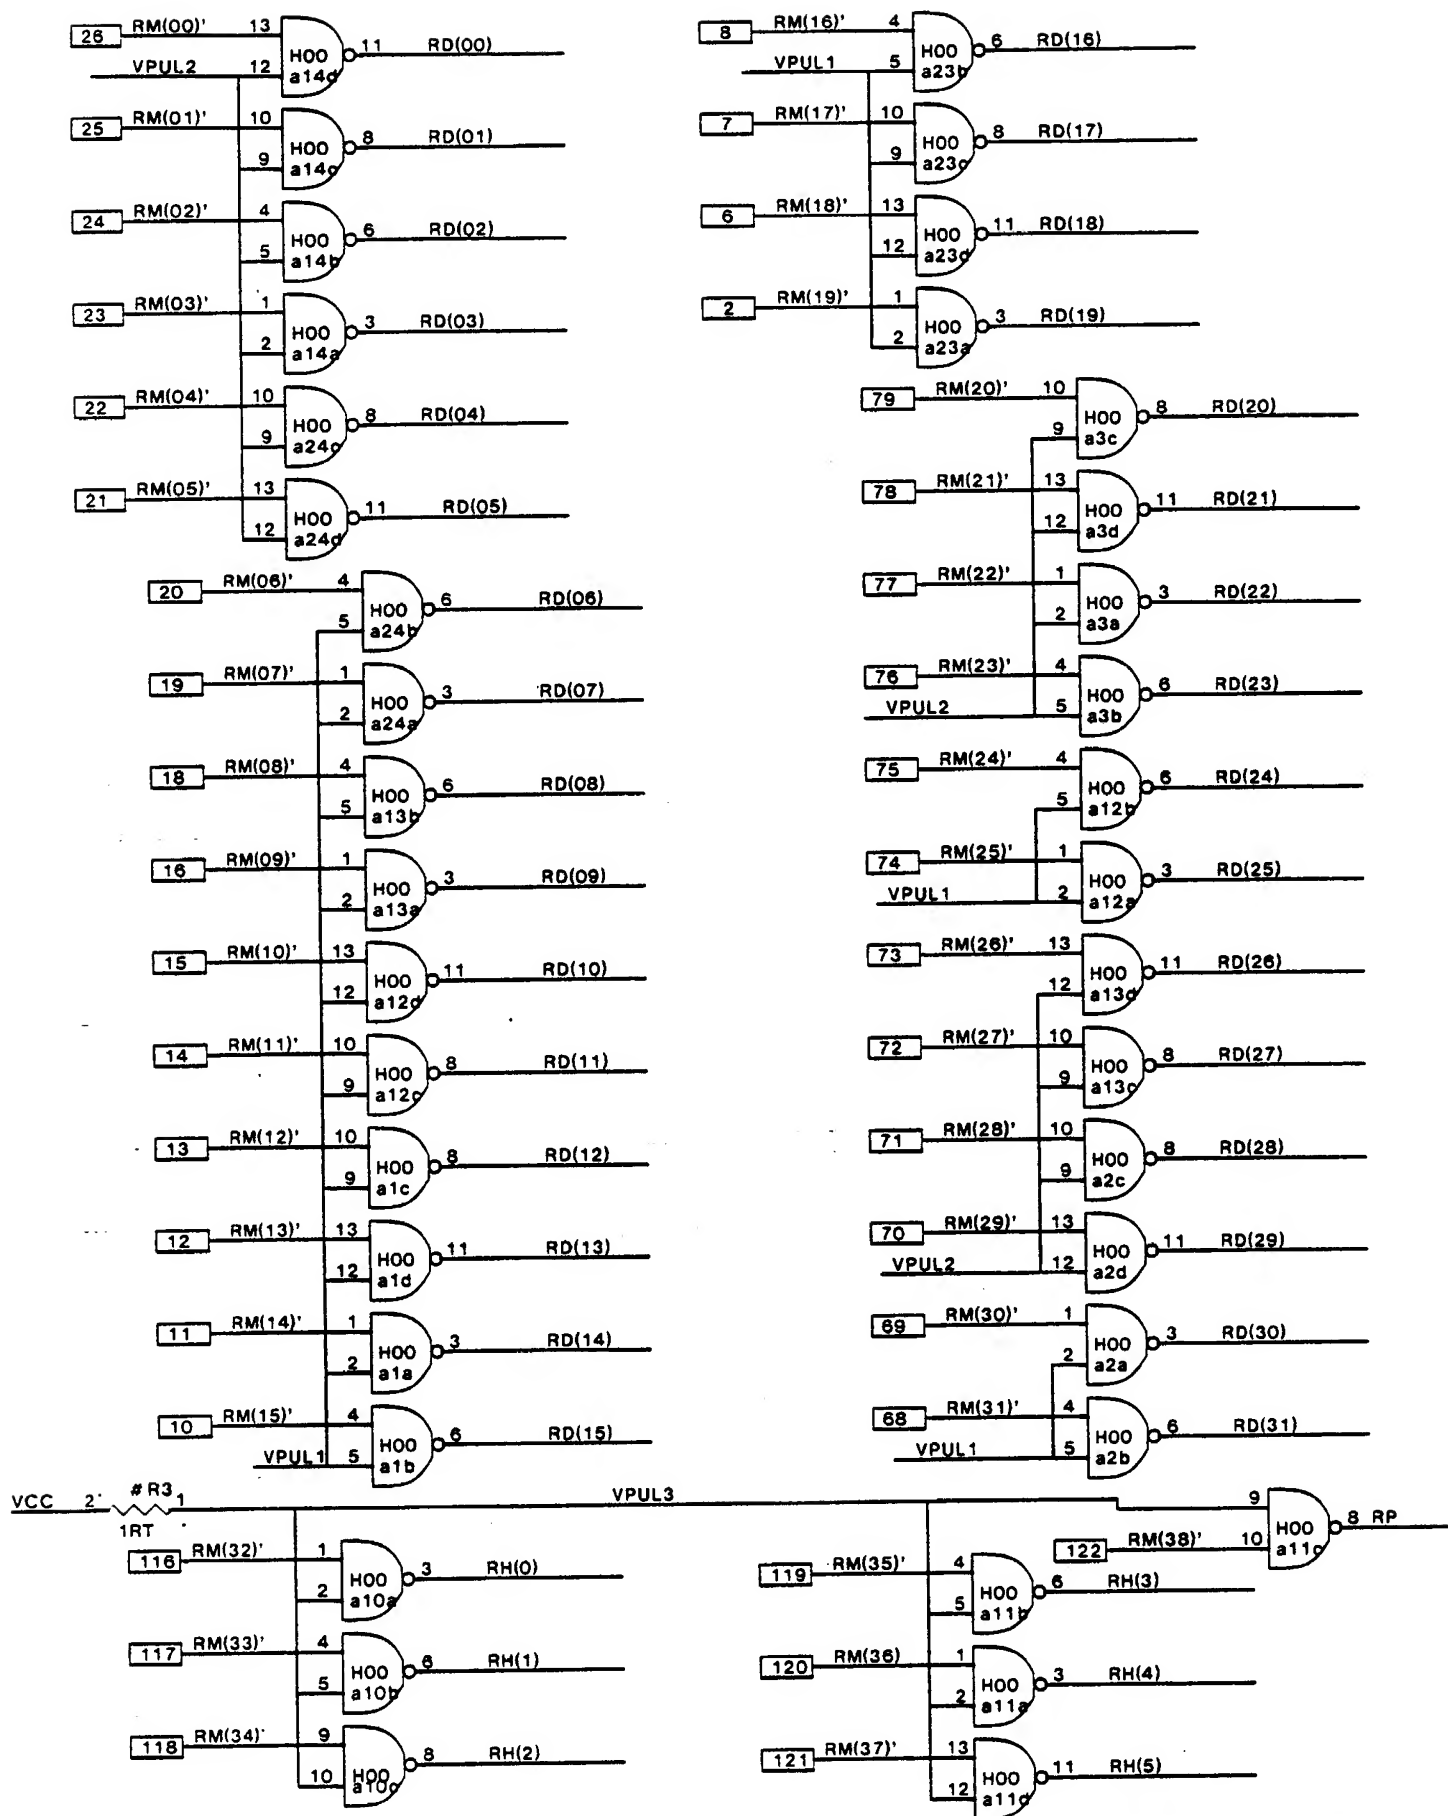 26 RM(00)' 13 H00 a14d 11 RD(00)
VPUL2 12
25 RM(01)' 10 H00 a14c 8 RD(01)
9
24 RM(02)' 4 H00 a14b 6 RD(02)
5
23 RM(03)' 1 H00 a14a 3 RD(03)
2
22 RM(04)' 10 H00 a24c 8 RD(04)
9
21 RM(05)' 13 H00 a24d 11 RD(05)
12
20 RM(06)' 4 H00 a24b 6 RD(06)
5
19 RM(07)' 1 H00 a24a 3 RD(07)
2
18 RM(08)' 4 H00 a13b 6 RD(08)
5
16 RM(09)' 1 H00 a13a 3 RD(09)
2
15 RM(10)' 13 H00 a12d 11 RD(10)
12
14 RM(11)' 10 H00 a12c 8 RD(11)
9
13 RM(12)' 10 H00 a1c 8 RD(12)
9
12 RM(13)' 13 H00 a1d 11 RD(13)
12
11 RM(14)' 1 H00 a1a 3 RD(14)
2
10 RM(15)' 4 H00 a1b 6 RD(15)
VPUL1 5
8 RM(16)' 4 H00 a23b 6 RD(16)
VPUL1 5
7 RM(17)' 10 H00 a23c 8 RD(17)
9
6 RM(18)' 13 H00 a23d 11 RD(18)
12
2 RM(19)' 1 H00 a23a 3 RD(19)
2
79 RM(20)' 10 H00 a3c 8 RD(20)
9
78 RM(21)' 13 H00 a3d 11 RD(21)
12
77 RM(22)' 1 H00 a3a 3 RD(22)
2
76 RM(23)' 4 H00 a3b 6 RD(23)
VPUL2 5
75 RM(24)' 4 H00 a12b 6 RD(24)
5
74 RM(25)' 1 H00 a12a 3 RD(25)
VPUL1 2
73 RM(26)' 13 H00 a13d 11 RD(26)
12
72 RM(27)' 10 H00 a13c 8 RD(27)
9
71 RM(28)' 10 H00 a2c 8 RD(28)
9
70 RM(29)' 13 H00 a2d 11 RD(29)
VPUL2 12
69 RM(30)' 1 H00 a2a 3 RD(30)
2
68 RM(31)' 4 H00 a2b 6 RD(31)
VPUL1 5
VCC 2 #R3 1 VPUL3 9
1RT
122 RM(38)' 10 H00 a11c 8 RP
116 RM(32)' 1 H00 a10a 3 RH(0)
2
117 RM(33)' 4 H00 a10b 6 RH(1)
5
118 RM(34)' 9 H00 a10c 8 RH(2)
10
119 RM(35)' 4 H00 a11b 6 RH(3)
5
120 RM(36) 1 H00 a11a 3 RH(4)
2
121 RM(37)' 13 H00 a11d 11 RH(5)
12